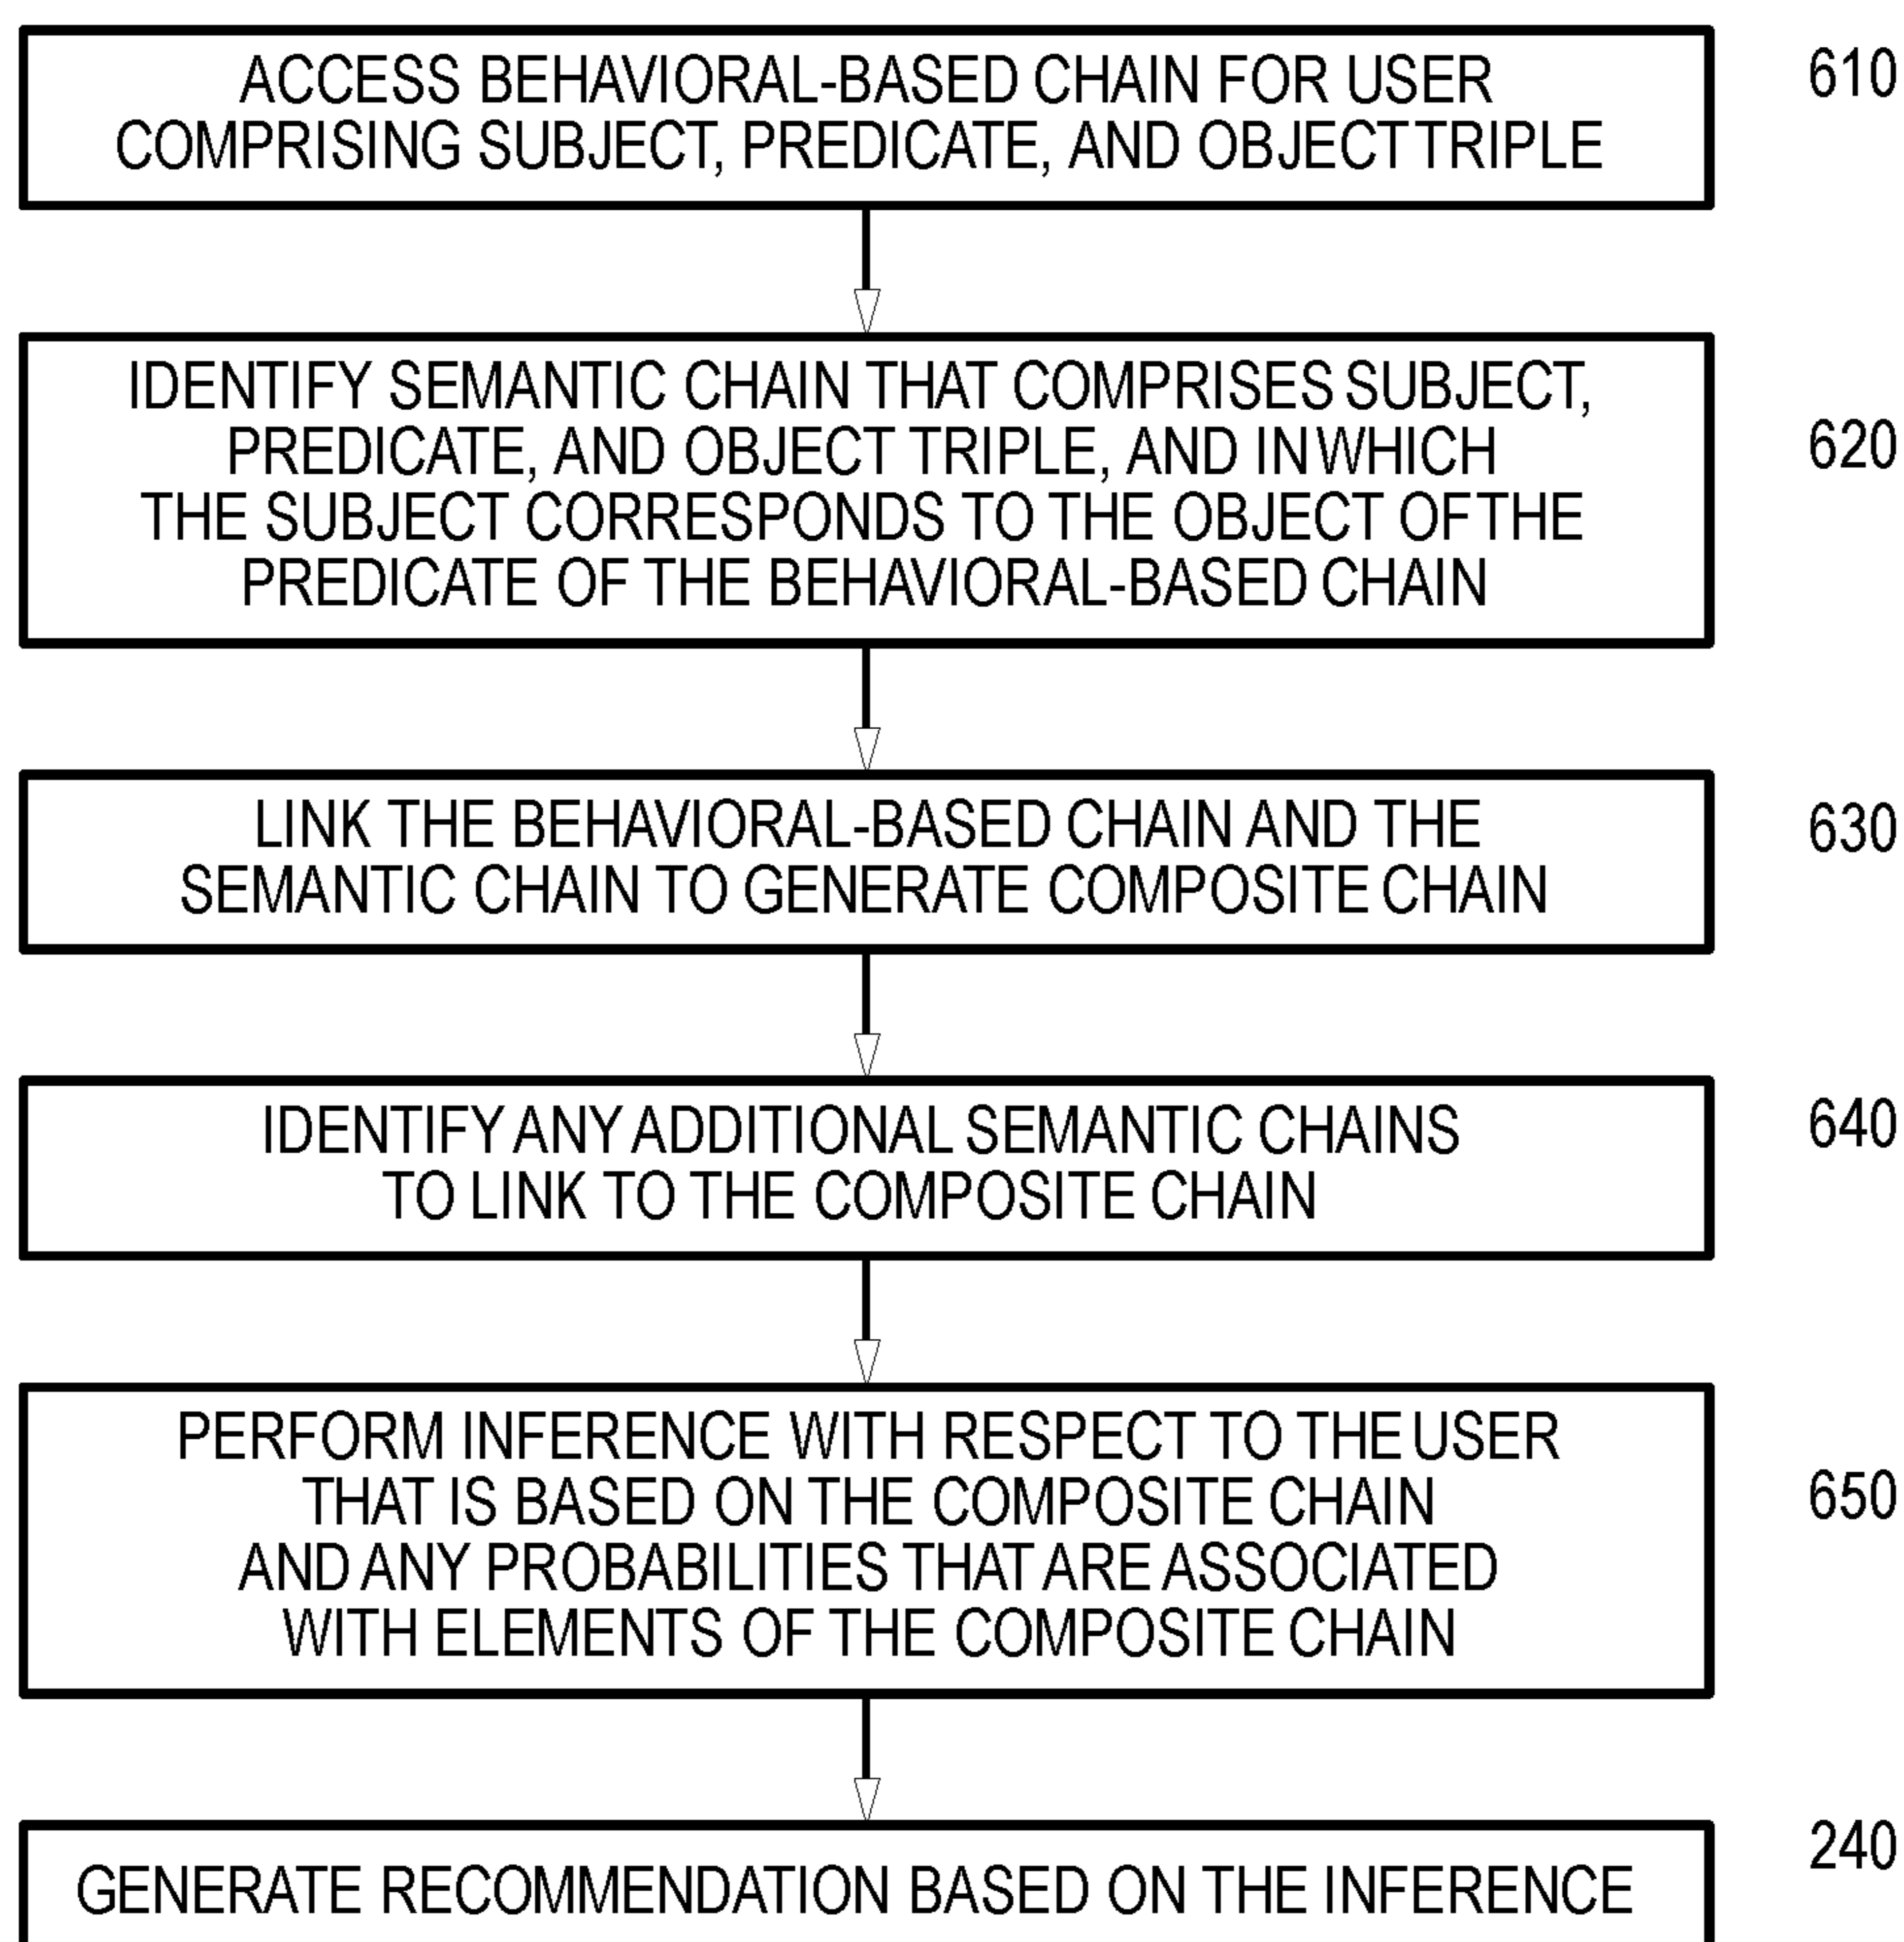 ACCESS BEHAVIORAL-BASED CHAIN FOR USER
COMPRISING SUBJECT, PREDICATE, AND OBJECT TRIPLE
610
IDENTIFY SEMANTIC CHAIN THAT COMPRISES SUBJECT,
PREDICATE, AND OBJECT TRIPLE, AND IN WHICH
THE SUBJECT CORRESPONDS TO THE OBJECT OF THE
PREDICATE OF THE BEHAVIORAL-BASED CHAIN
620
LINK THE BEHAVIORAL-BASED CHAIN AND THE
SEMANTIC CHAIN TO GENERATE COMPOSITE CHAIN
630
IDENTIFY ANY ADDITIONAL SEMANTIC CHAINS
TO LINK TO THE COMPOSITE CHAIN
640
PERFORM INFERENCE WITH RESPECT TO THE USER
THAT IS BASED ON THE COMPOSITE CHAIN
AND ANY PROBABILITIES THAT ARE ASSOCIATED
WITH ELEMENTS OF THE COMPOSITE CHAIN
650
GENERATE RECOMMENDATION BASED ON THE INFERENCE
240